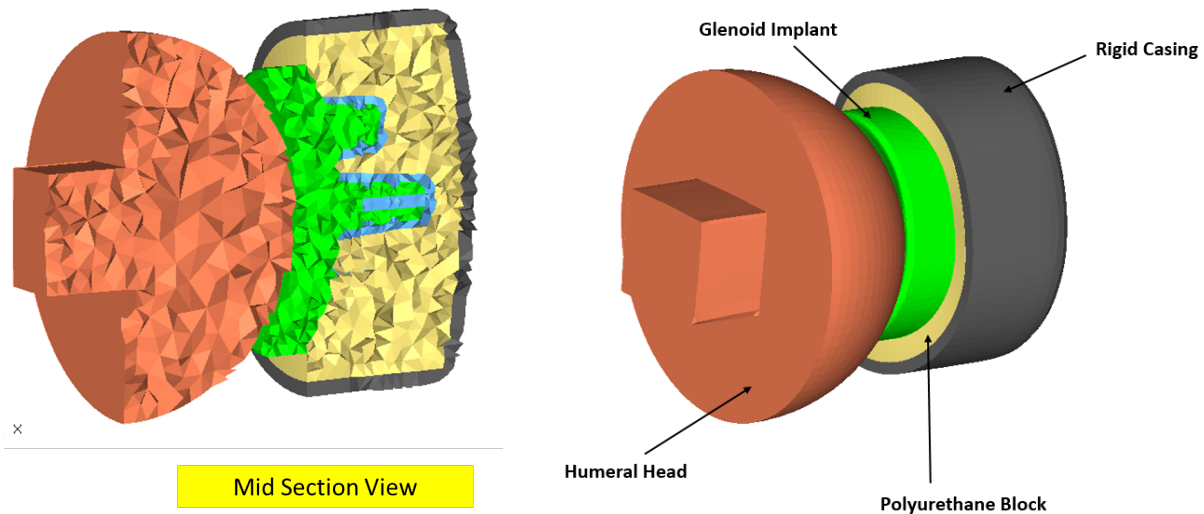 Glenoid Implant
Rigid Casing
X
Mid Section View
Humeral Head
Polyurethane Block